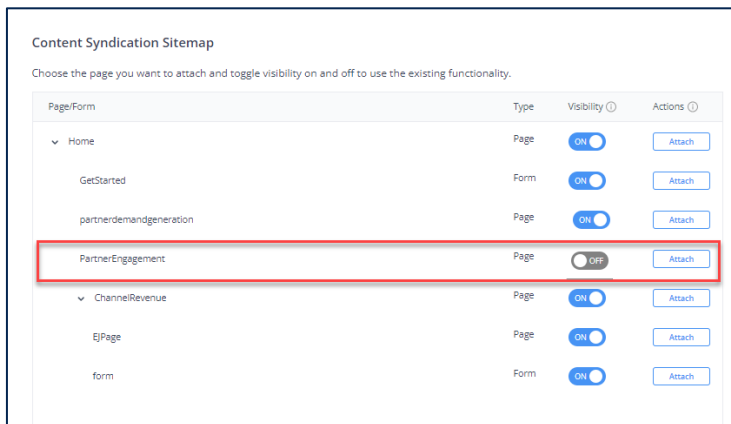 Content Syndication Sitemap
Choose the page you want to attach and toggle visibility on and off to use the existing functionality.
Page/Form Type Visibility Actions
Home Page ON Attach
GetStarted Form ON Attach
partnerdemandgeneration Page ON Attach
PartnerEngagement Page OFF Attach
ChannelRevenue Page ON Attach
EJPage Page ON Attach
form Form ON Attach